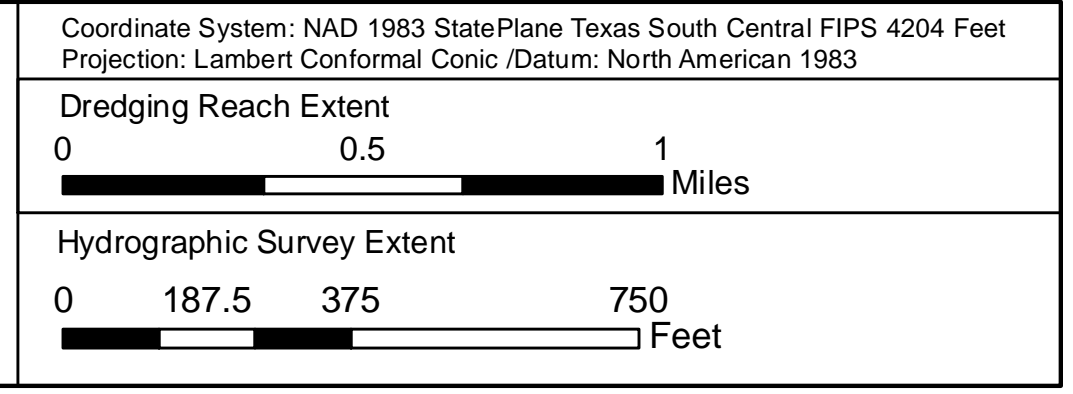 Coordinate System: NAD 1983 StatePlane Texas South Central FIPS 4204 Feet
Projection: Lambert Conformal Conic /Datum: North American 1983
Dredging Reach Extent
0 0.5 1
Miles
Hydrographic Survey Extent
0 187.5 375 750
Feet